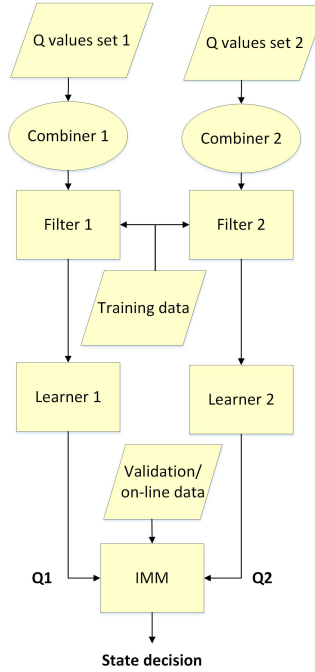 Q values set 1
Q values set 2
Combiner 1
Combiner 2
Filter 1
Filter 2
Training data
Learner 1
Learner 2
Validation/
on-line data
Q1
IMM
Q2
State decision